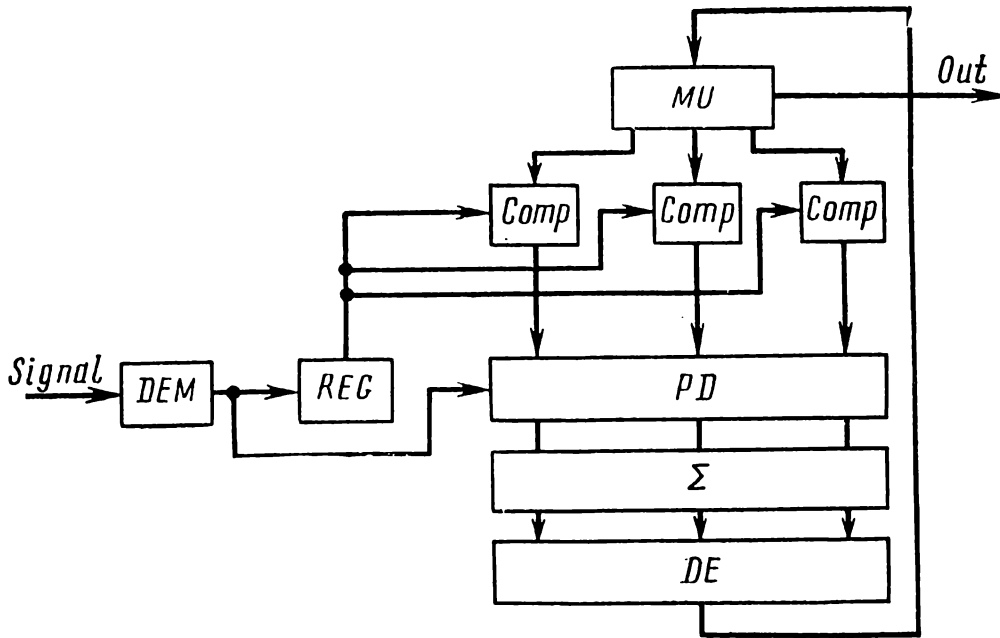 Out
MU
Comp
Comp
Comp
Signal
DEM
REG
PD
Σ
DE